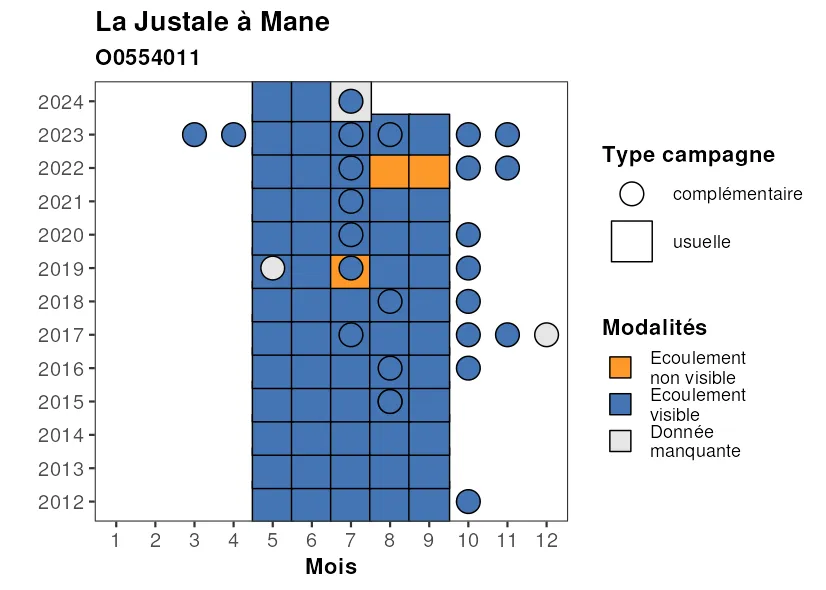 La Justale à Mane
O0554011
2024
2023
2022
2021
2020
2019
2018
2017
2016
2015
2014
2013
2012
1 2 3 4 5 6 7 8 9 10 11 12
Mois
Type campagne
complémentaire
usuelle
Modalités
Ecoulement
non visible
Ecoulement
visible
Donnée
manquante